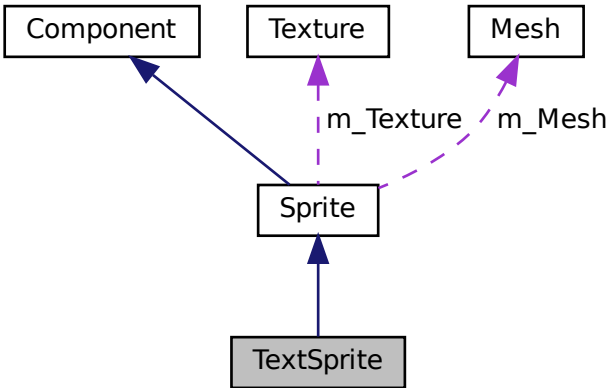 Component
Texture
Mesh
m_Texture
m_Mesh
Sprite
TextSprite